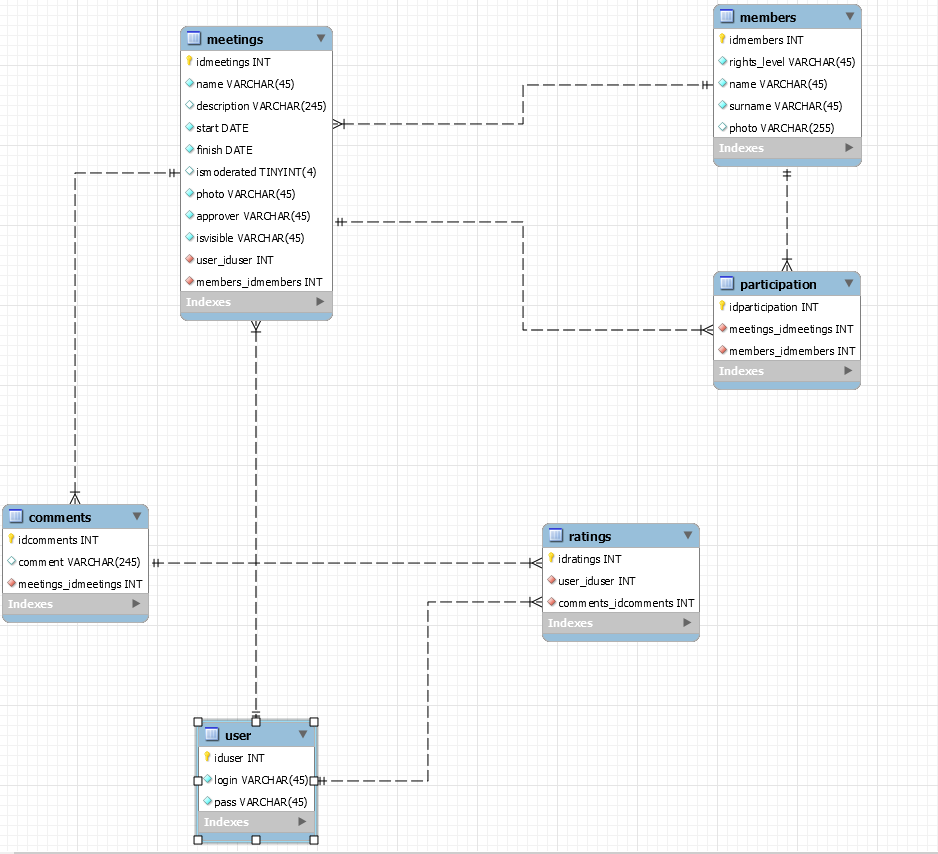 meetings
idmeetings INT
name VARCHAR(45)
description VARCHAR(245)
start DATE
finish DATE
ismoderated TINYINT(4)
photo VARCHAR(45)
approver VARCHAR(45)
isvisible VARCHAR(45)
user_iduser INT
members_idmembers INT
Indexes
members
idmembers INT
rights_level VARCHAR(45)
name VARCHAR(45)
surname VARCHAR(45)
photo VARCHAR(255)
Indexes
participation
idparticipation INT
meetings_idmeetings INT
members_idmembers INT
Indexes
comments
idcomments INT
comment VARCHAR(245)
meetings_idmeetings INT
Indexes
ratings
idratings INT
user_iduser INT
comments_idcomments INT
Indexes
user
iduser INT
login VARCHAR(45)
pass VARCHAR(45)
Indexes